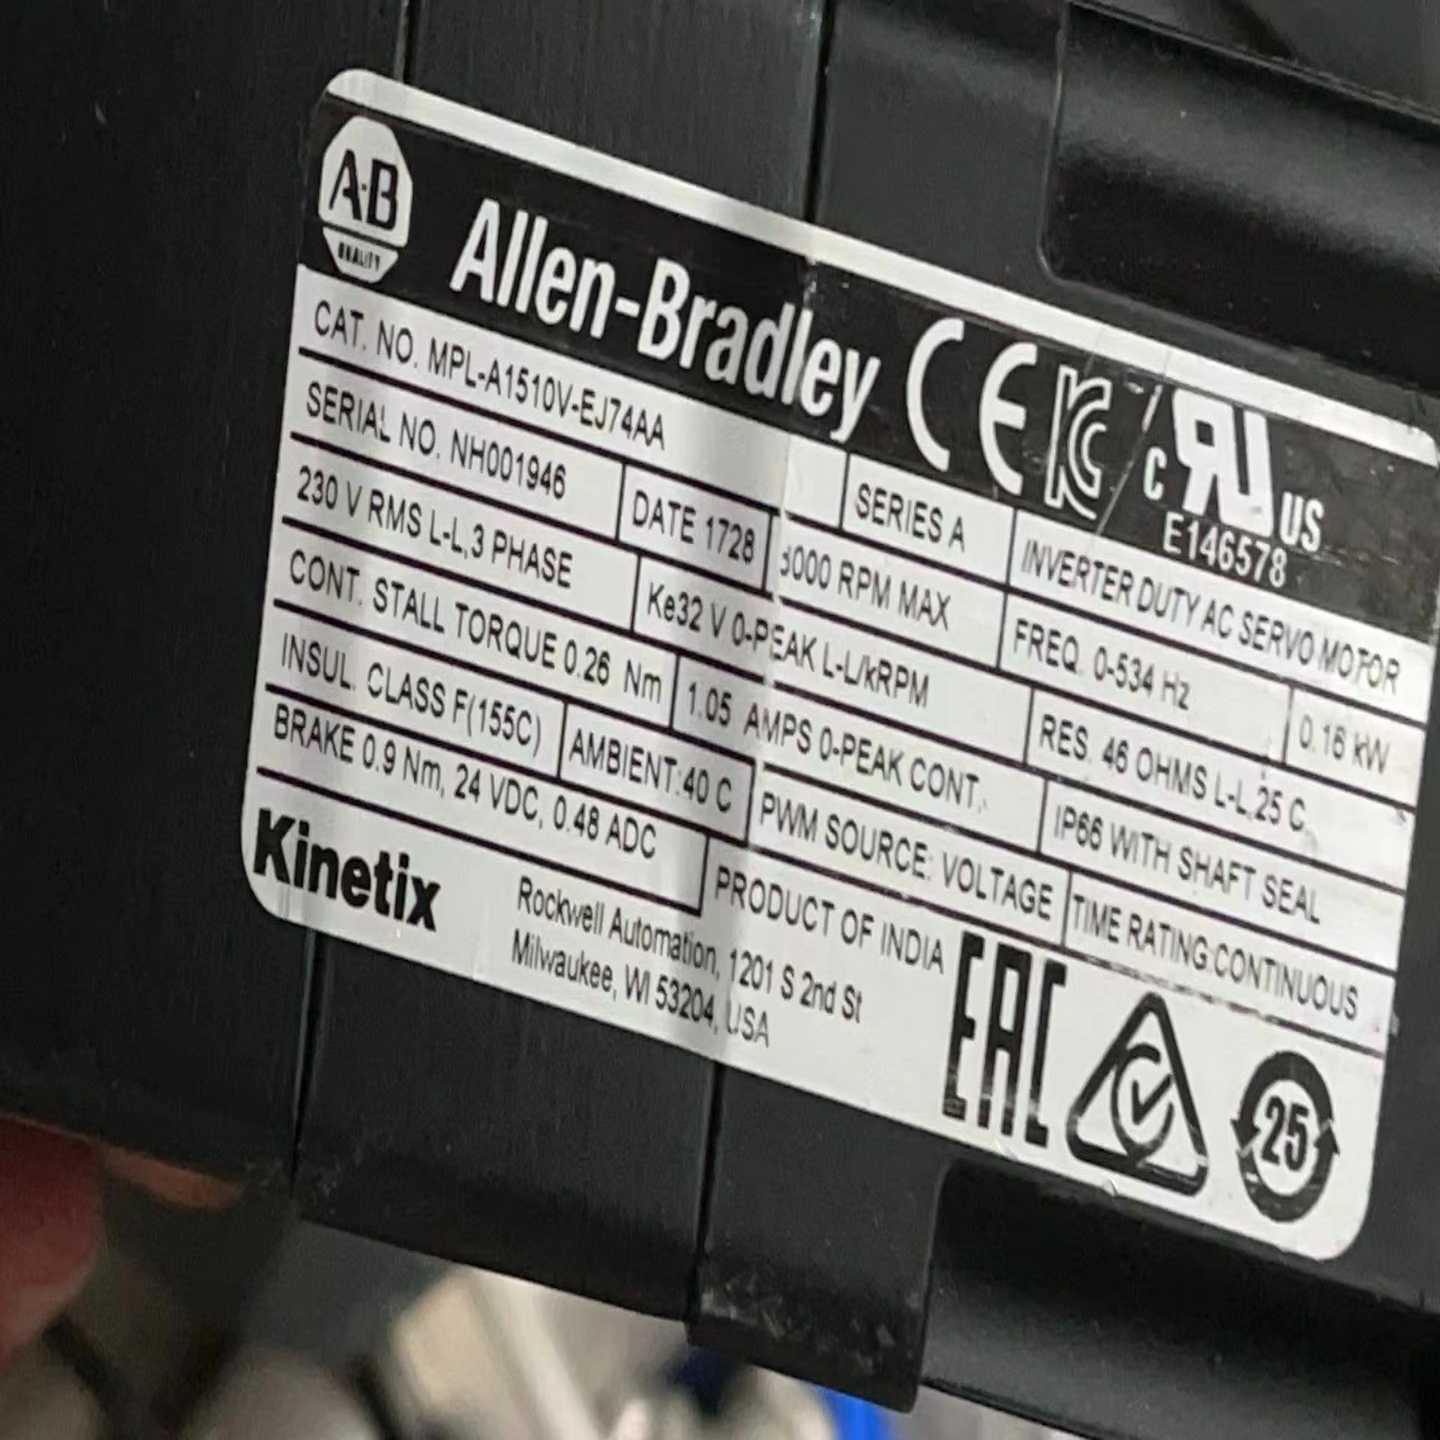 A·B
QUALITY
Allen-Bradley
CE
c RU US
E146578
CAT. NO. MPL-A1510V-EJ74AA
SERIES A
INVERTER DUTY AC SERVO MOTOR
SERIAL NO. NH001946
DATE 1728
8000 RPM MAX
FREQ. 0-534 Hz
0.16 kW
230 V RMS L-L,3 PHASE
Ke32 V 0-PEAK L-L/kRPM
RES. 46 OHMS L-L,25 C
CONT. STALL TORQUE 0.26 Nm
1.05 AMPS 0-PEAK CONT.
IP66 WITH SHAFT SEAL
INSUL. CLASS F(155C)
AMBIENT:40 C
PWM SOURCE: VOLTAGE
TIME RATING:CONTINUOUS
BRAKE 0.9 Nm, 24 VDC, 0.48 ADC
PRODUCT OF INDIA
Kinetix
Rockwell Automation, 1201 S 2nd St
Milwaukee, WI 53204, USA
EAC
25